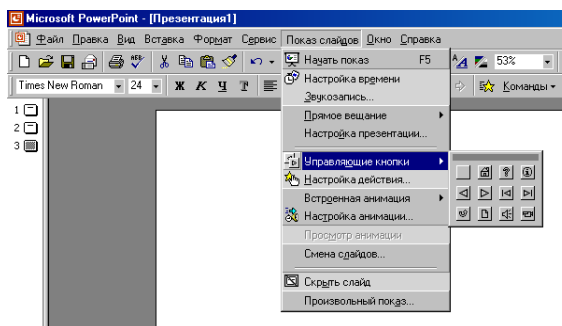 Microsoft PowerPoint - [Презентация1]
Файл Правка Вид Вставка Формат Сервис Показ слайдов Окно Справка
Начать показ F5 53%
Times New Roman 24 Ж К Ч Настройка времени Команды
Звукозапись...
1
Прямое вещание
2
Настройка презентации...
3
Управляющие кнопки
Настройка действия...
Встроенная анимация
Настройка анимации...
Просмотр анимации
Смена слайдов...
Скрыть слайд
Произвольный показ...